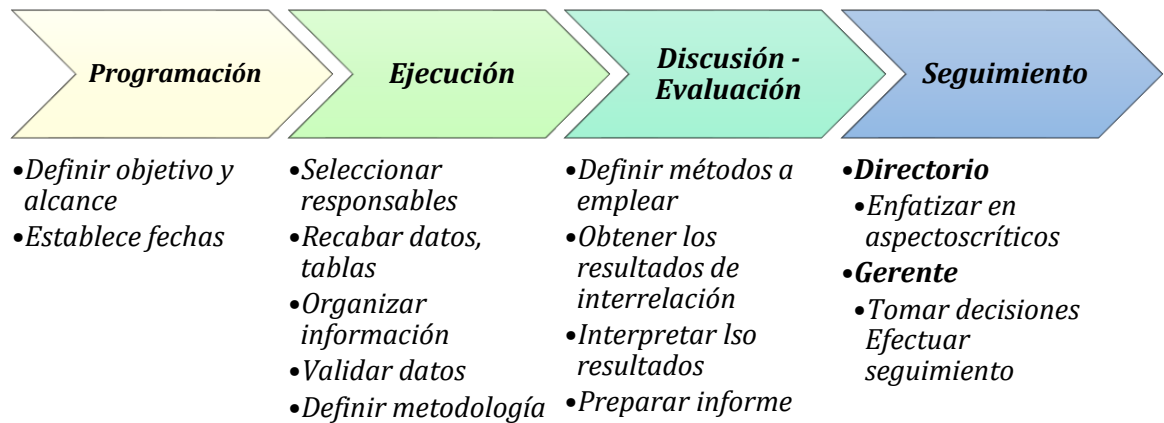 Programación
•Definir objetivo y
alcance
•Establece fechas
Ejecución
•Seleccionar
responsables
•Recabar datos,
tablas
•Organizar
información
•Validar datos
•Definir metodología
Discusión -
Evaluación
•Definir métodos a
emplear
•Obtener los
resultados de
interrelación
•Interpretar lso
resultados
•Preparar informe
Seguimiento
•Directorio
•Enfatizar en
aspectoscríticos
•Gerente
•Tomar decisiones
Efectuar
seguimiento